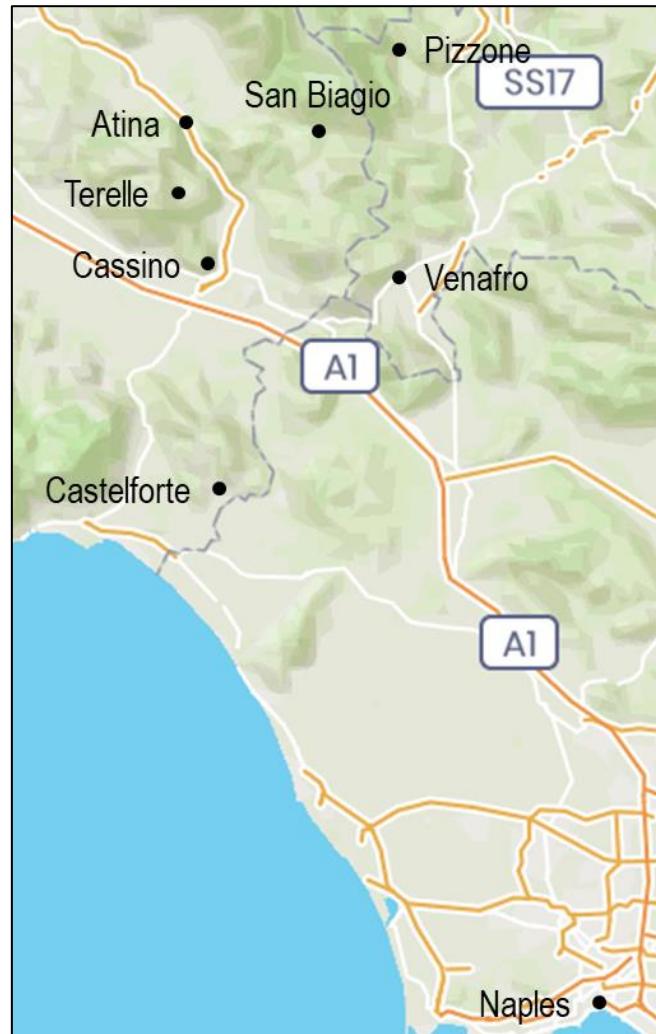 Pizzone
SS17
San Biagio
Atina
Terelle
Cassino
Venafro
A1
Castelforte
A1
Naples